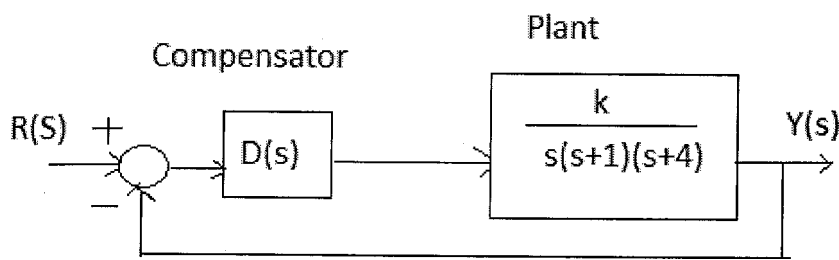 Plant
Compensator
R(S) +
D(s)
k
s(s+1)(s+4)
Y(s)
−